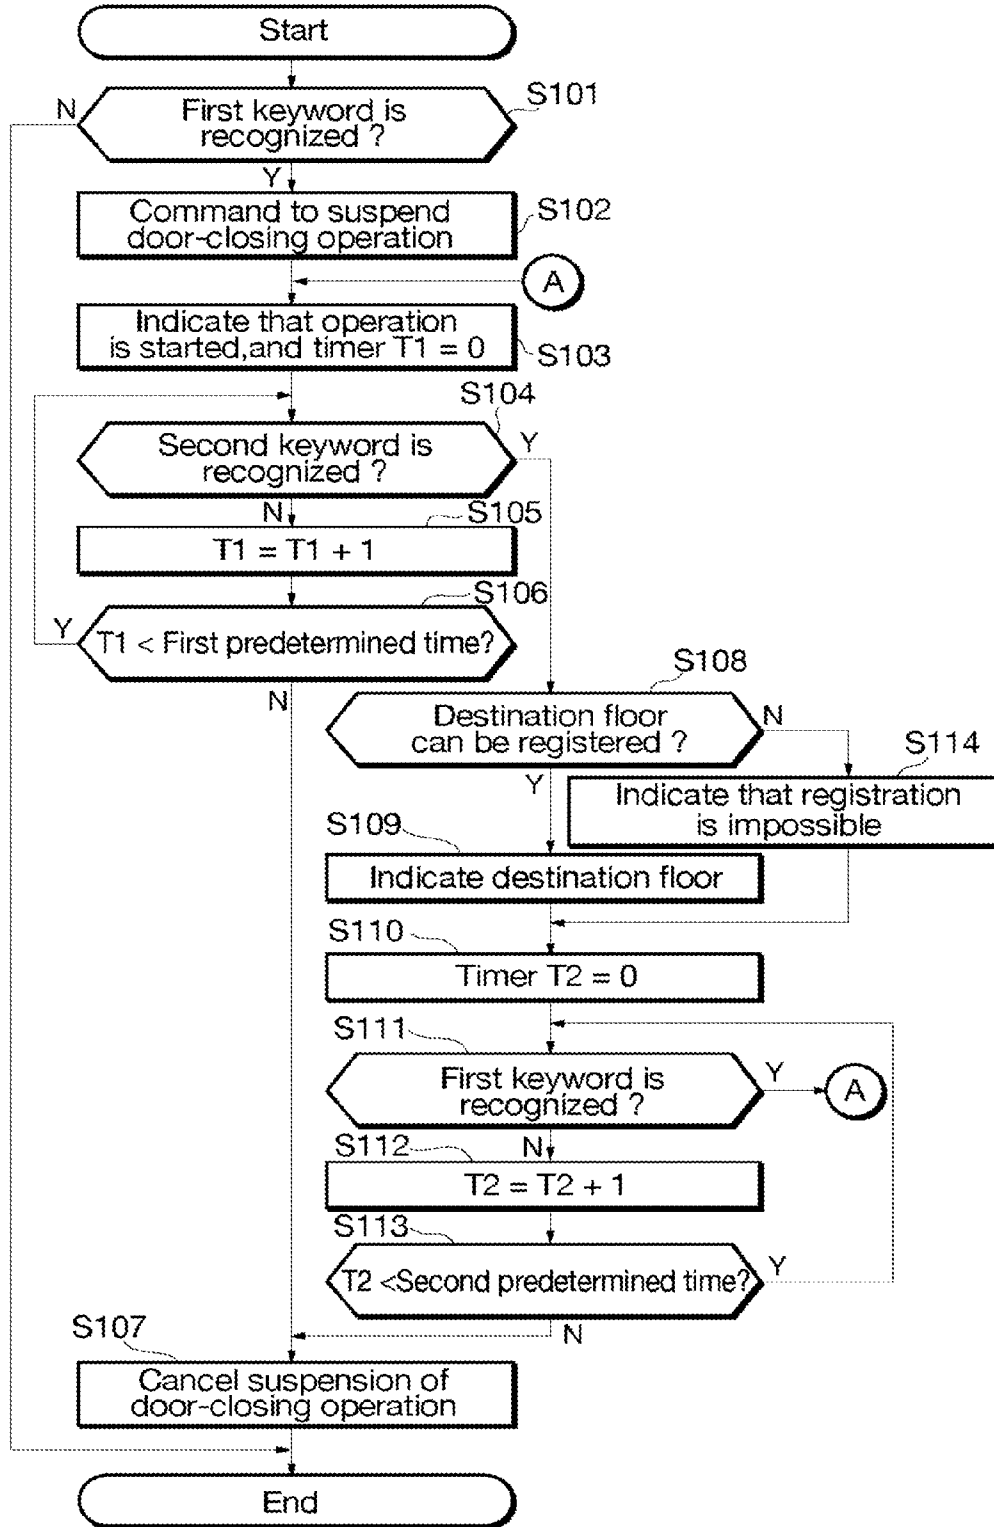 Start
N
First keyword is
recognized ?
S101
Y
Command to suspend
door-closing operation
S102
A
Indicate that operation
is started,and timer T1 = 0
S103
S104
Second keyword is
recognized ?
Y
N
S105
T1 = T1 + 1
S106
Y
T1 < First predetermined time?
N
S108
Destination floor
can be registered ?
N
S114
Y
Indicate that registration
is impossible
S109
Indicate destination floor
S110
Timer T2 = 0
S111
First keyword is
recognized ?
Y
A
N
S112
T2 = T2 + 1
S113
T2 <Second predetermined time?
Y
N
S107
Cancel suspension of
door-closing operation
End